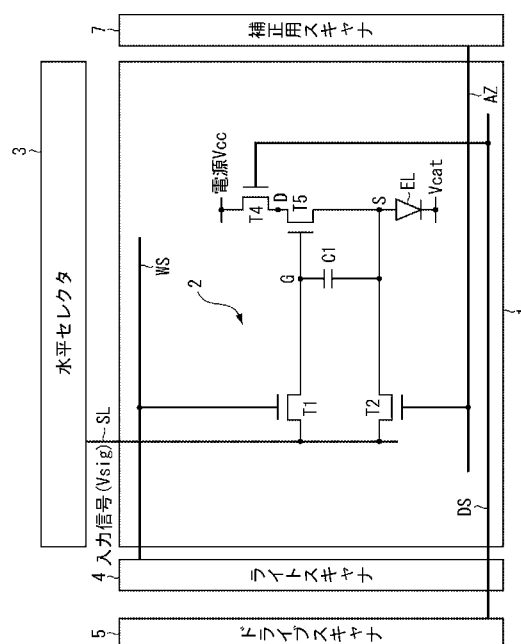 3
水平セレクタ
4
入力信号(Vsig)
SL
5
ドライブスキャナ
ライトスキャナ
WS
2
電源Vcc
T4
D
T5
G
C1
S
EL
Vcat
T1
T2
DS
AZ
7
補正用スキャナ
1